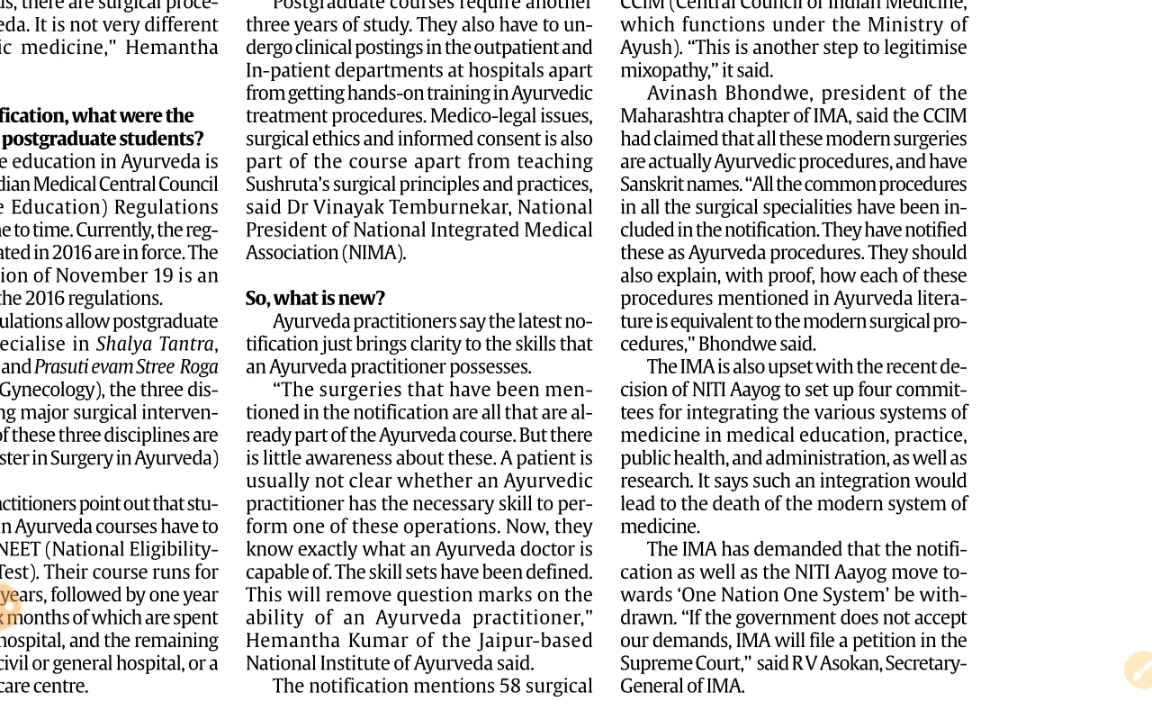 us, there are surgical proce-
eda. It is not very different
ic medicine," Hemantha
fication, what were the
postgraduate students?
e education in Ayurveda is
dian Medical Central Council
e Education) Regulations
e to time. Currently, the reg-
ated in 2016 are in force. The
ion of November 19 is an
the 2016 regulations.
ulations allow postgraduate
ecialise in Shalya Tantra,
and Prasuti evam Stree Roga
Gynecology), the three dis-
ng major surgical interven-
of these three disciplines are
ster in Surgery in Ayurveda)
actitioners point out that stu-
n Ayurveda courses have to
NEET (National Eligibility-
Test). Their course runs for
years, followed by one year
x months of which are spent
hospital, and the remaining
civil or general hospital, or a
care centre.
Postgraduate courses require another
three years of study. They also have to un-
dergo clinical postings in the outpatient and
In-patient departments at hospitals apart
from getting hands-on training in Ayurvedic
treatment procedures. Medico-legal issues,
surgical ethics and informed consent is also
part of the course apart from teaching
Sushruta's surgical principles and practices,
said Dr Vinayak Temburnekar, National
President of National Integrated Medical
Association (NIMA).
So, what is new?
Ayurveda practitioners say the latest no-
tification just brings clarity to the skills that
an Ayurveda practitioner possesses.
“The surgeries that have been men-
tioned in the notification are all that are al-
ready part of the Ayurveda course. But there
is little awareness about these. A patient is
usually not clear whether an Ayurvedic
practitioner has the necessary skill to per-
form one of these operations. Now, they
know exactly what an Ayurveda doctor is
capable of. The skill sets have been defined.
This will remove question marks on the
ability of an Ayurveda practitioner,"
Hemantha Kumar of the Jaipur-based
National Institute of Ayurveda said.
The notification mentions 58 surgical
CCIM (Central Council of Indian Medicine,
which functions under the Ministry of
Ayush). “This is another step to legitimise
mixopathy,” it said.
Avinash Bhondwe, president of the
Maharashtra chapter of IMA, said the CCIM
had claimed that all these modern surgeries
are actually Ayurvedic procedures, and have
Sanskrit names. “All the common procedures
in all the surgical specialities have been in-
cluded in the notification. They have notified
these as Ayurveda procedures. They should
also explain, with proof, how each of these
procedures mentioned in Ayurveda litera-
ture is equivalent to the modern surgical pro-
cedures," Bhondwe said.
The IMA is also upset with the recent de-
cision of NITI Aayog to set up four commit-
tees for integrating the various systems of
medicine in medical education, practice,
public health, and administration, as well as
research. It says such an integration would
lead to the death of the modern system of
medicine.
The IMA has demanded that the notifi-
cation as well as the NITI Aayog move to-
wards ‘One Nation One System’ be with-
drawn. “If the government does not accept
our demands, IMA will file a petition in the
Supreme Court,” said R V Asokan, Secretary-
General of IMA.